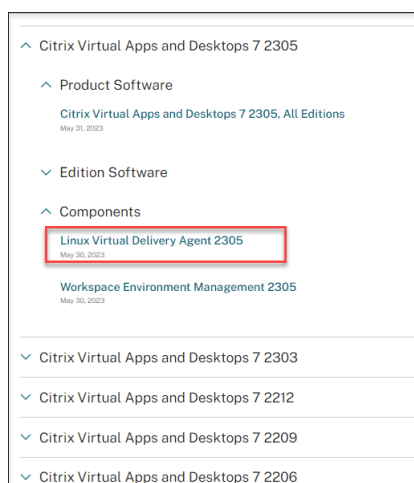 Citrix Virtual Apps and Desktops 7 2305
Product Software
Citrix Virtual Apps and Desktops 7 2305, All Editions
May 31, 2023
Edition Software
Components
Linux Virtual Delivery Agent 2305
May 30, 2023
Workspace Environment Management 2305
May 30, 2023
Citrix Virtual Apps and Desktops 7 2303
Citrix Virtual Apps and Desktops 7 2212
Citrix Virtual Apps and Desktops 7 2209
Citrix Virtual Apps and Desktops 7 2206